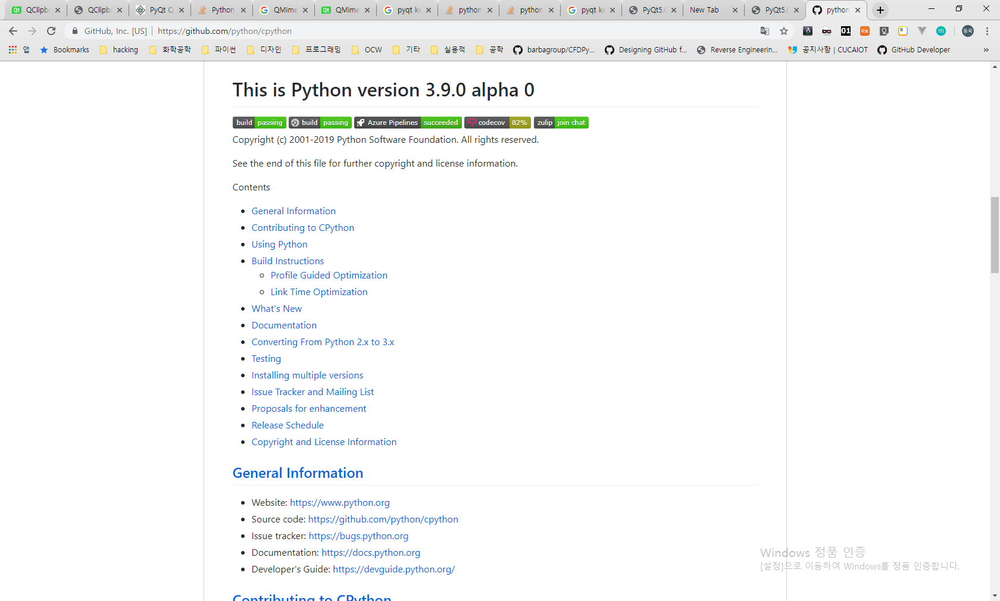 QClipb
QClipb
PyQt Q
Python
QMime
QMime
pyqt ke
python
python
pyqt ke
PyQt5.
New Tab
PyQt5.
python
GitHub, Inc. [US] | https://github.com/python/cpython
앱 Bookmarks hacking 화학공학 파이썬 디자인 프로그래밍 OCW 기타 실용적 공학 barbagroup/CFDPy... Designing GitHub f... Reverse Engineerin... 공지사항 | CUCAIOT GitHub Developer »
This is Python version 3.9.0 alpha 0
build passing build passing Azure Pipelines succeeded codecov 82% zulip join chat
Copyright (c) 2001-2019 Python Software Foundation. All rights reserved.
See the end of this file for further copyright and license information.
Contents
General Information
Contributing to CPython
Using Python
Build Instructions
Profile Guided Optimization
Link Time Optimization
What's New
Documentation
Converting From Python 2.x to 3.x
Testing
Installing multiple versions
Issue Tracker and Mailing List
Proposals for enhancement
Release Schedule
Copyright and License Information
General Information
Website: https://www.python.org
Source code: https://github.com/python/cpython
Issue tracker: https://bugs.python.org
Documentation: https://docs.python.org
Developer's Guide: https://devguide.python.org/
Contributing to CPython
Windows 정품 인증
[설정]으로 이동하여 Windows를 정품 인증합니다.